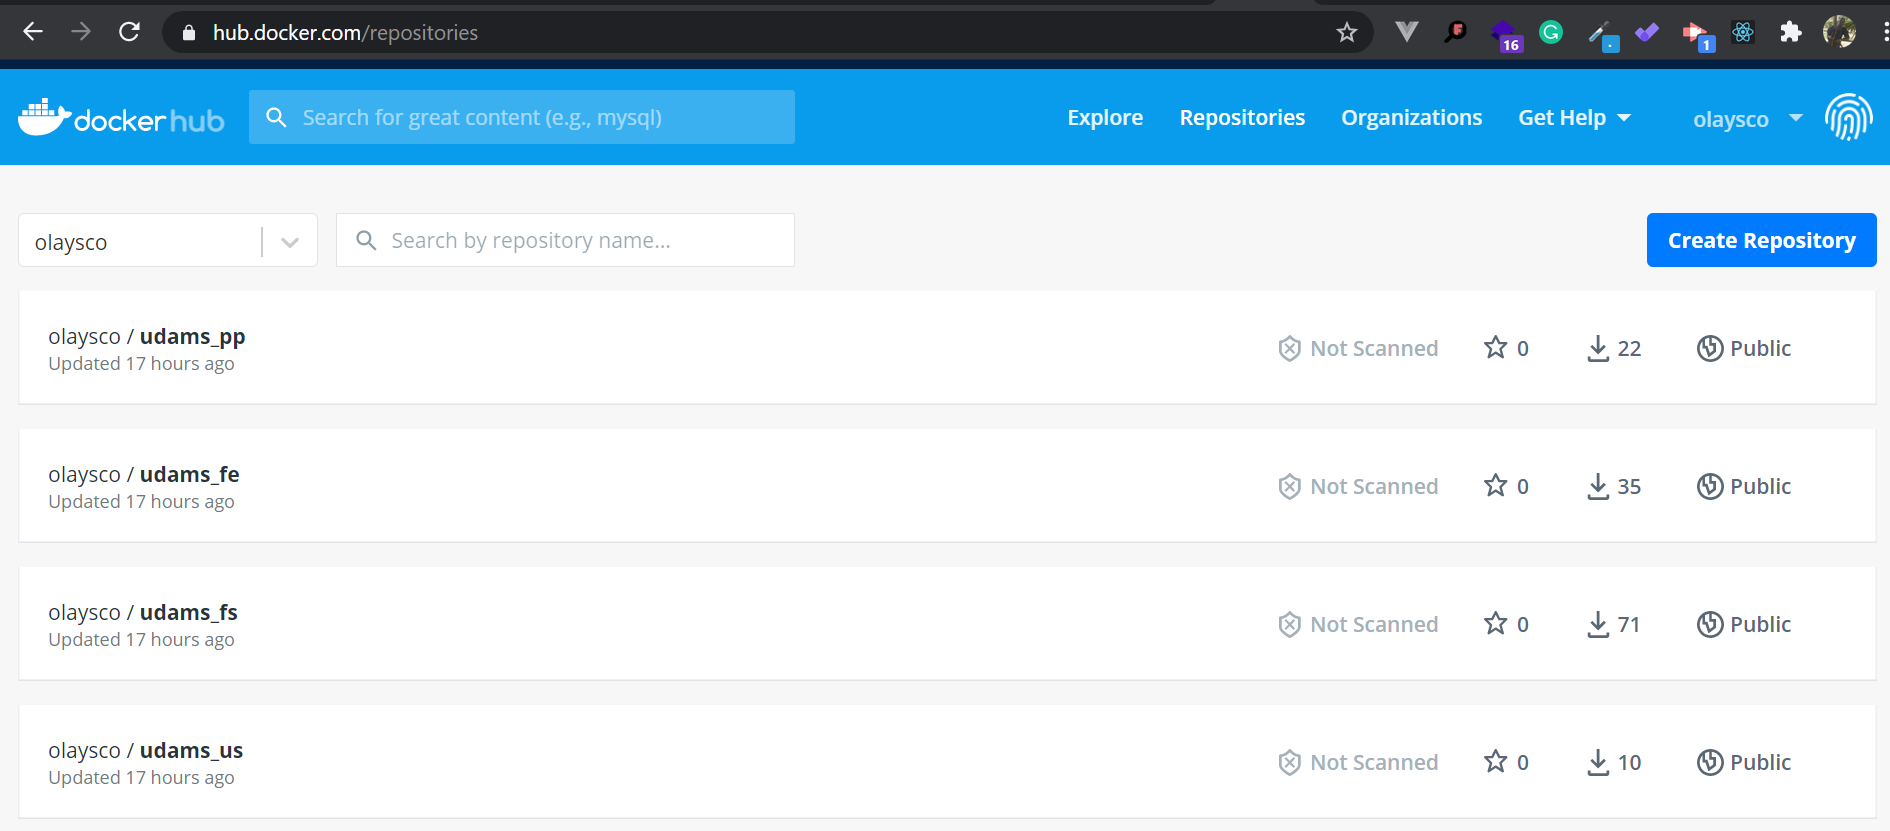 hub.docker.com/repositories
16
G
1
docker hub
Search for great content (e.g., mysql)
Explore
Repositories
Organizations
Get Help
olaysco
olaysco
Search by repository name...
Create Repository
olaysco / udams_pp
Updated 17 hours ago
Not Scanned
0
22
Public
olaysco / udams_fe
Updated 17 hours ago
Not Scanned
0
35
Public
olaysco / udams_fs
Updated 17 hours ago
Not Scanned
0
71
Public
olaysco / udams_us
Updated 17 hours ago
Not Scanned
0
10
Public